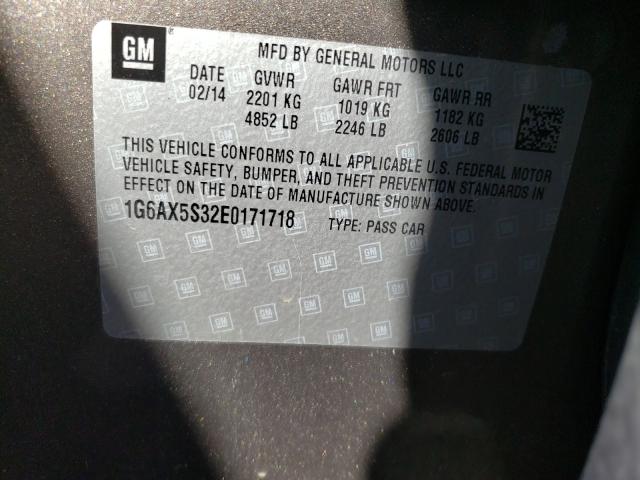 GM
MFD BY GENERAL MOTORS LLC
DATE GVWR GAWR FRT GAWR RR
02/14 2201 KG 1019 KG 1182 KG
4852 LB 2246 LB 2606 LB
THIS VEHICLE CONFORMS TO ALL APPLICABLE U.S. FEDERAL MOTOR
VEHICLE SAFETY, BUMPER, AND THEFT PREVENTION STANDARDS IN
EFFECT ON THE DATE OF MANUFACTURE SHOWN ABOVE.
1G6AX5S32E0171718 TYPE: PASS CAR